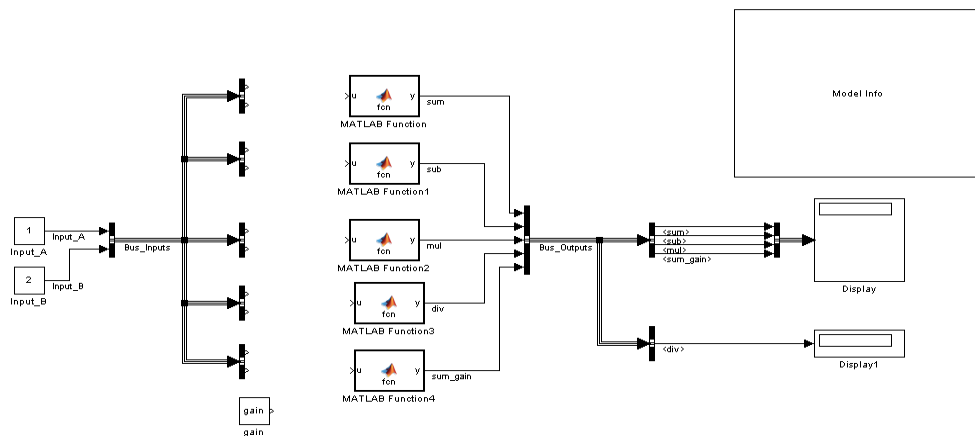 Model Info
u
y
fcn
sum
MATLAB Function
u
y
fcn
sub
MATLAB Function1
1
Input_A
Input_A
2
Input_B
Input_B
Bus_Inputs
u
y
fcn
mul
MATLAB Function2
u
y
fcn
div
MATLAB Function3
u
y
fcn
sum_gain
MATLAB Function4
gain
gain
Bus_Outputs
<sum>
<sub>
<mul>
<sum_gain>
Display
<div>
Display1